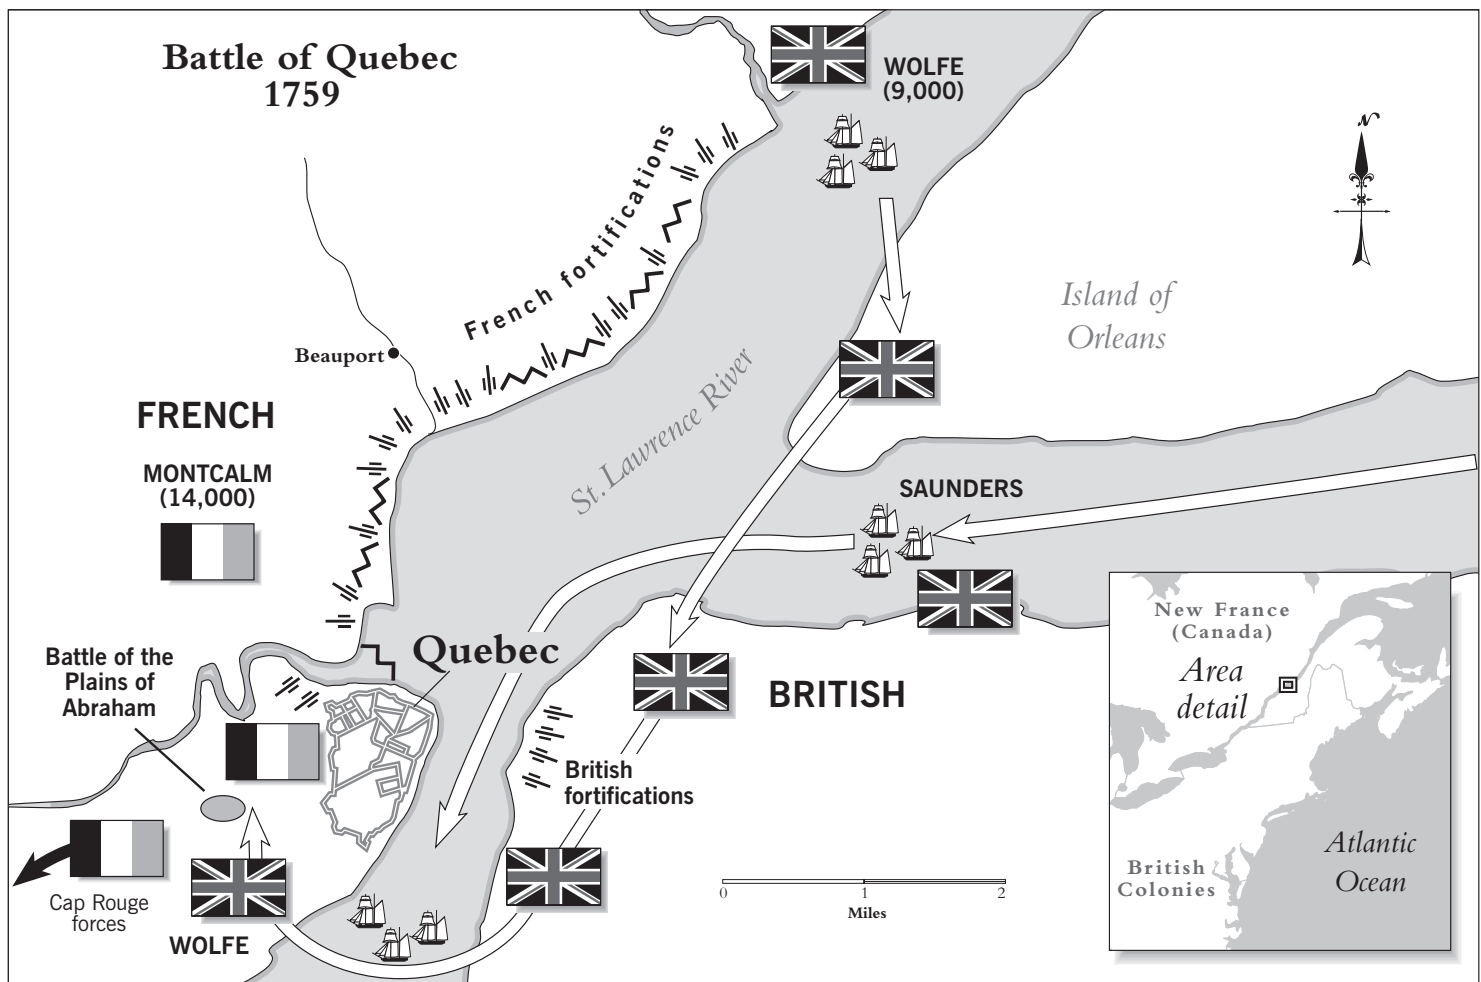 Battle of Quebec
1759
WOLFE
(9,000)
N
French fortifications
Island of
Orleans
Beauport
St. Lawrence River
FRENCH
MONTCALM
(14,000)
SAUNDERS
Quebec
Battle of the
Plains of
Abraham
BRITISH
British
fortifications
Cap Rouge
forces
WOLFE
0 1 2
Miles
New France
(Canada)
Area
detail
British
Colonies
Atlantic
Ocean